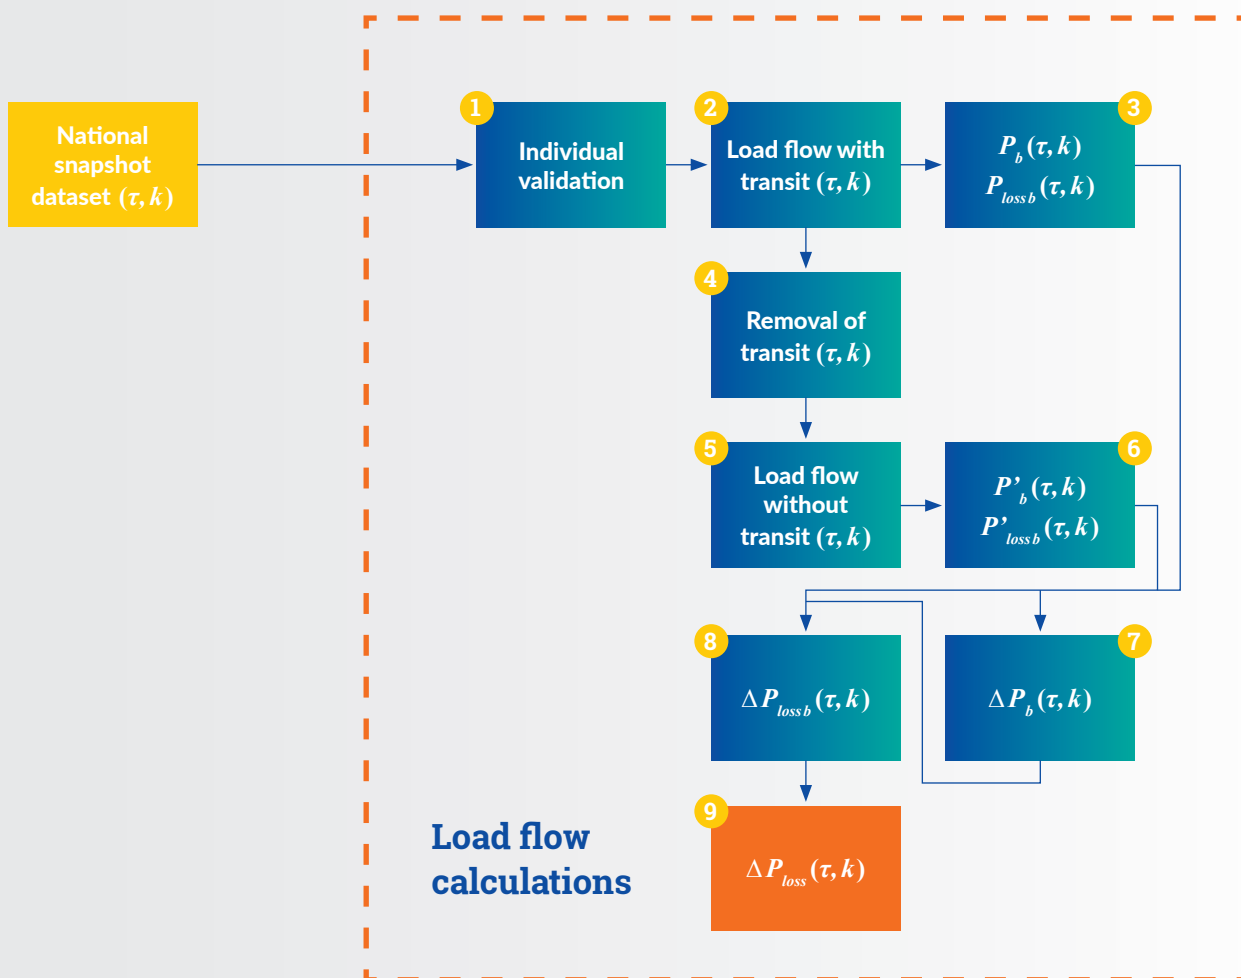 National
snapshot
dataset (τ, k)
1
Individual
validation
2
Load flow with
transit (τ, k)
3
P_b (τ, k)
P_loss b (τ, k)
4
Removal of
transit (τ, k)
5
Load flow
without
transit (τ, k)
6
P’_b (τ, k)
P’_loss b (τ, k)
8
ΔP_loss b (τ, k)
7
ΔP_b (τ, k)
9
ΔP_loss (τ, k)
Load flow
calculations